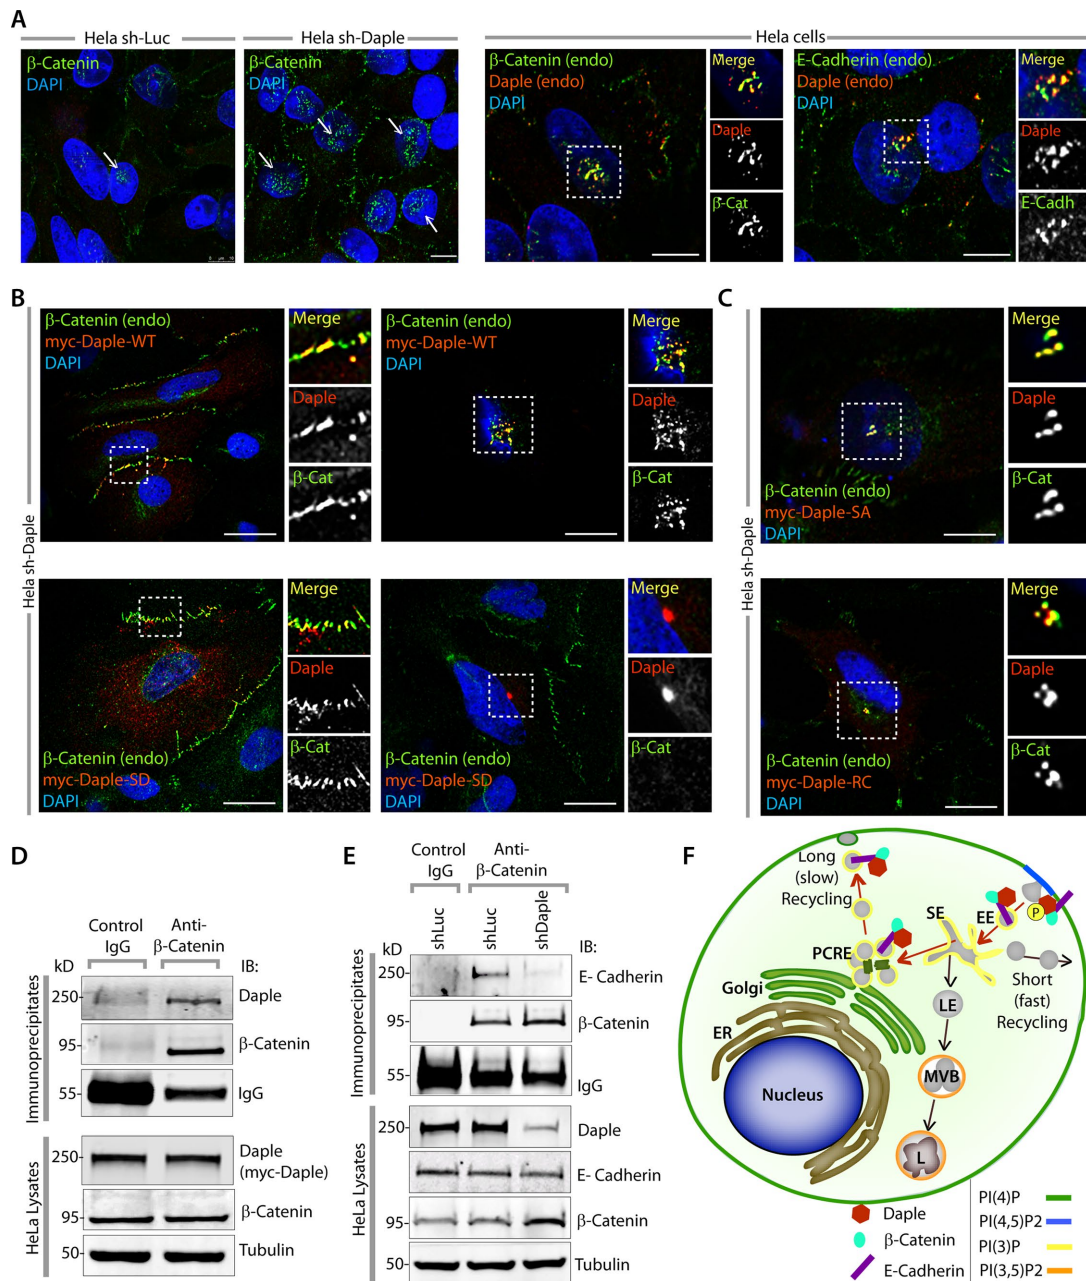 A
Hela sh-Luc
Hela sh-Daple
Hela cells
β-Catenin
DAPI
β-Catenin
DAPI
β-Catenin (endo)
Daple (endo)
DAPI
Merge
Daple
β-Cat
E-Cadherin (endo)
Daple (endo)
DAPI
Merge
Daple
E-Cadh
B
C
Hela sh-Daple
β-Catenin (endo)
myc-Daple-WT
DAPI
Merge
Daple
β-Cat
β-Catenin (endo)
myc-Daple-WT
DAPI
Merge
Daple
β-Cat
Hela sh-Daple
β-Catenin (endo)
myc-Daple-SA
DAPI
Merge
Daple
β-Cat
β-Catenin (endo)
myc-Daple-SD
DAPI
Merge
Daple
β-Cat
β-Catenin (endo)
myc-Daple-SD
DAPI
Merge
Daple
β-Cat
β-Catenin (endo)
myc-Daple-RC
DAPI
Merge
Daple
β-Cat
D
Control
IgG
Anti-
β-Catenin
kD
IB:
Immunoprecipitates
250
Daple
95
β-Catenin
55
IgG
HeLa Lysates
250
Daple
(myc-Daple)
95
β-Catenin
50
Tubulin
E
Control
IgG
Anti-
β-Catenin
shLuc
shLuc
shDaple
kD
IB:
Immunoprecipitates
250
E- Cadherin
95
β-Catenin
55
IgG
HeLa Lysates
250
Daple
95
E- Cadherin
95
β-Catenin
50
Tubulin
F
Long
(slow)
Recycling
SE
EE
P
PCRE
Golgi
ER
LE
Short
(fast)
Recycling
Nucleus
MVB
L
Daple
β-Catenin
E-Cadherin
PI(4)P
PI(4,5)P2
PI(3)P
PI(3,5)P2